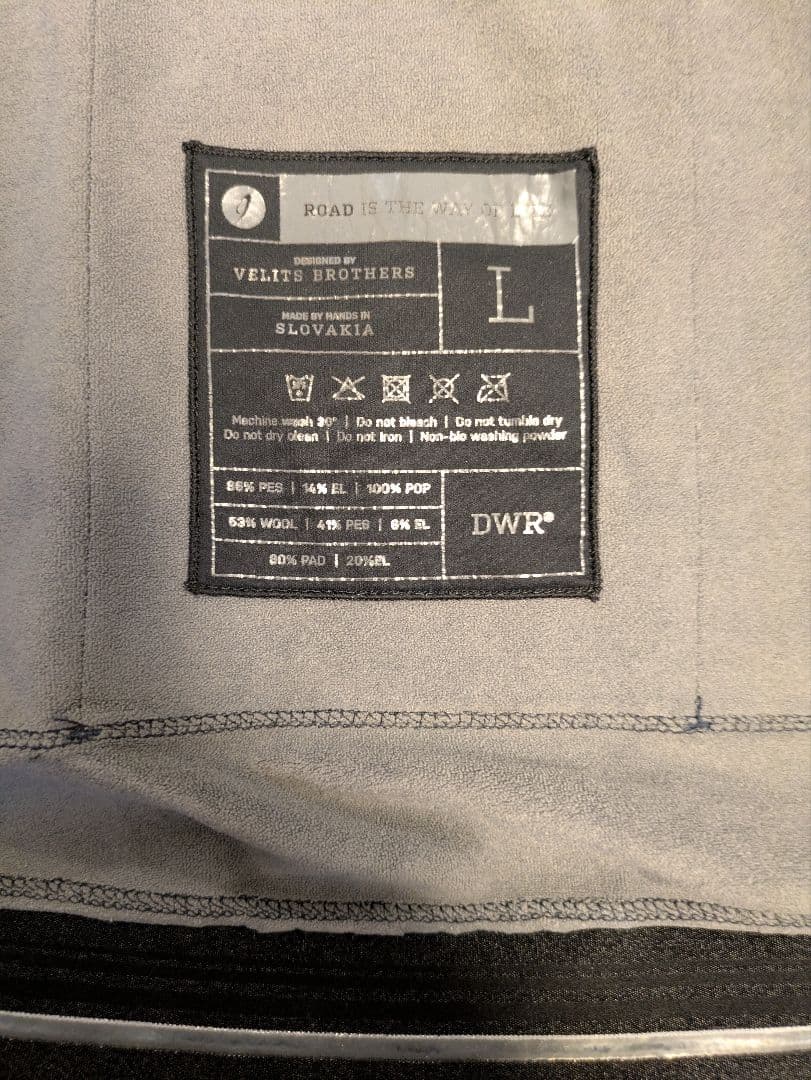 ROAD IS THE WAY OF LIFE
DESIGNED BY
VELITS BROTHERS
L
MADE BY HANDS IN
SLOVAKIA
Machine wash 30° | Do not bleach | Do not tumble dry
Do not dry clean | Do not Iron | Non-bio washing powder
86% PES | 14% EL | 100% POP
53% WOOL | 41% PES | 6% EL
DWR®
80% PAD | 20%EL